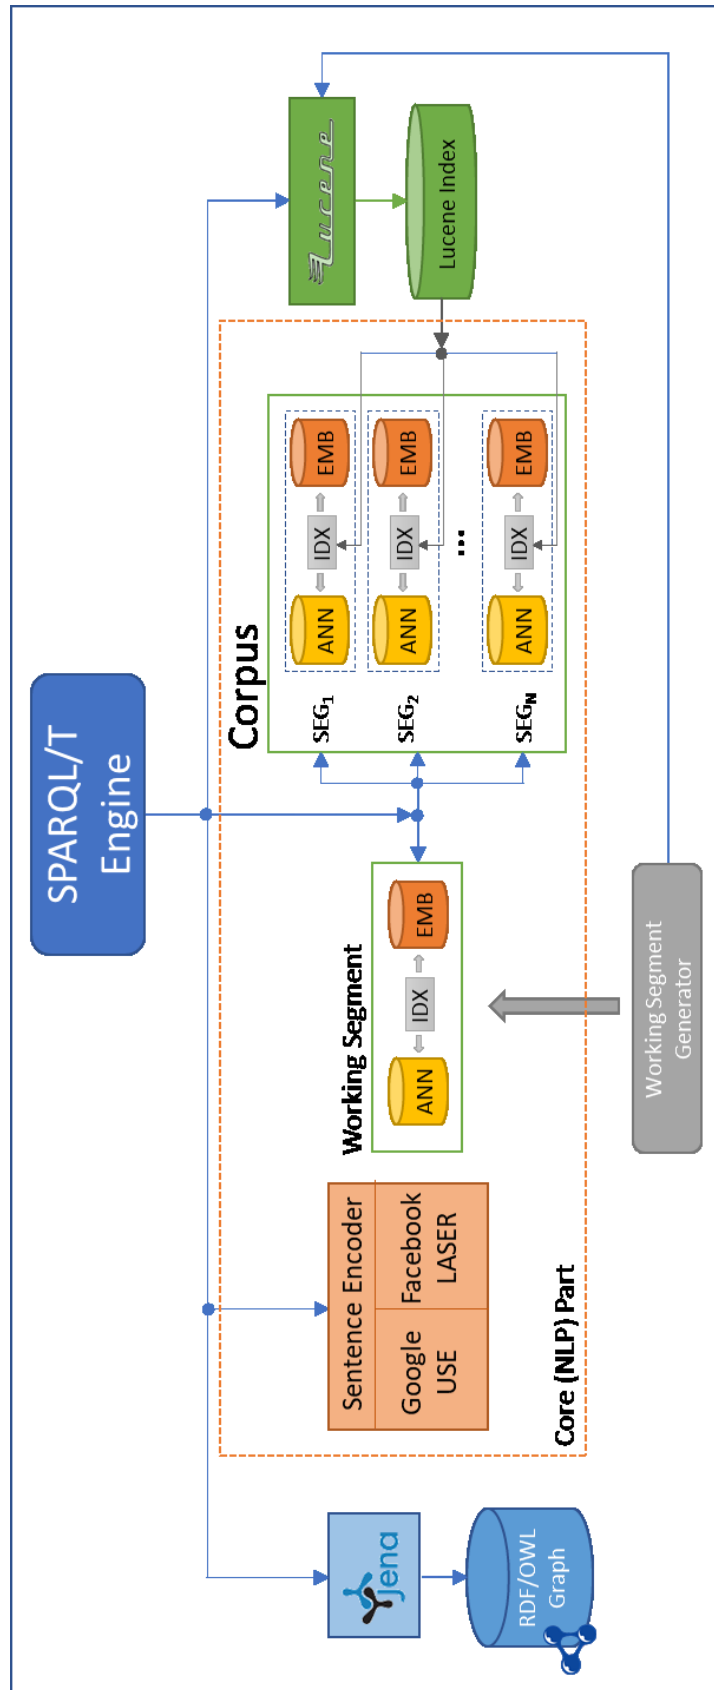 SPARQL/T
Engine
Jena
RDF/OWL
Graph
Sentence Encoder
Google
USE
Facebook
LASER
Working Segment
ANN
IDX
EMB
Corpus
SEG1
ANN
IDX
EMB
SEG2
ANN
IDX
EMB
...
SEGN
ANN
IDX
EMB
Lucene
Lucene Index
Core (NLP) Part
Working Segment
Generator